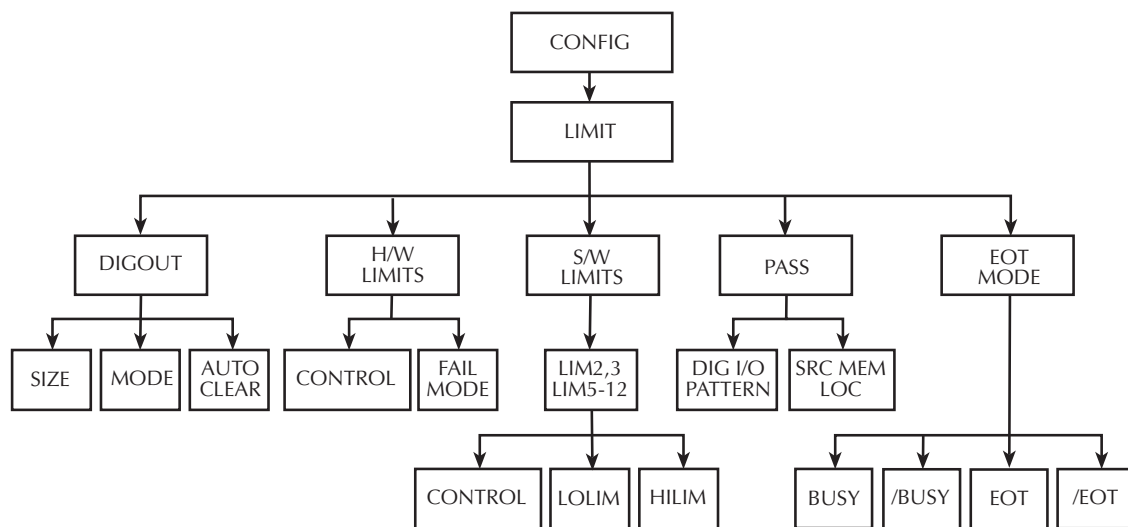 CONFIG
LIMIT
DIGOUT
H/W
LIMITS
S/W
LIMITS
PASS
EOT
MODE
SIZE
MODE
AUTO
CLEAR
CONTROL
FAIL
MODE
LIM2,3
LIM5-12
DIG I/O
PATTERN
SRC MEM
LOC
CONTROL
LOLIM
HILIM
BUSY
/BUSY
EOT
/EOT